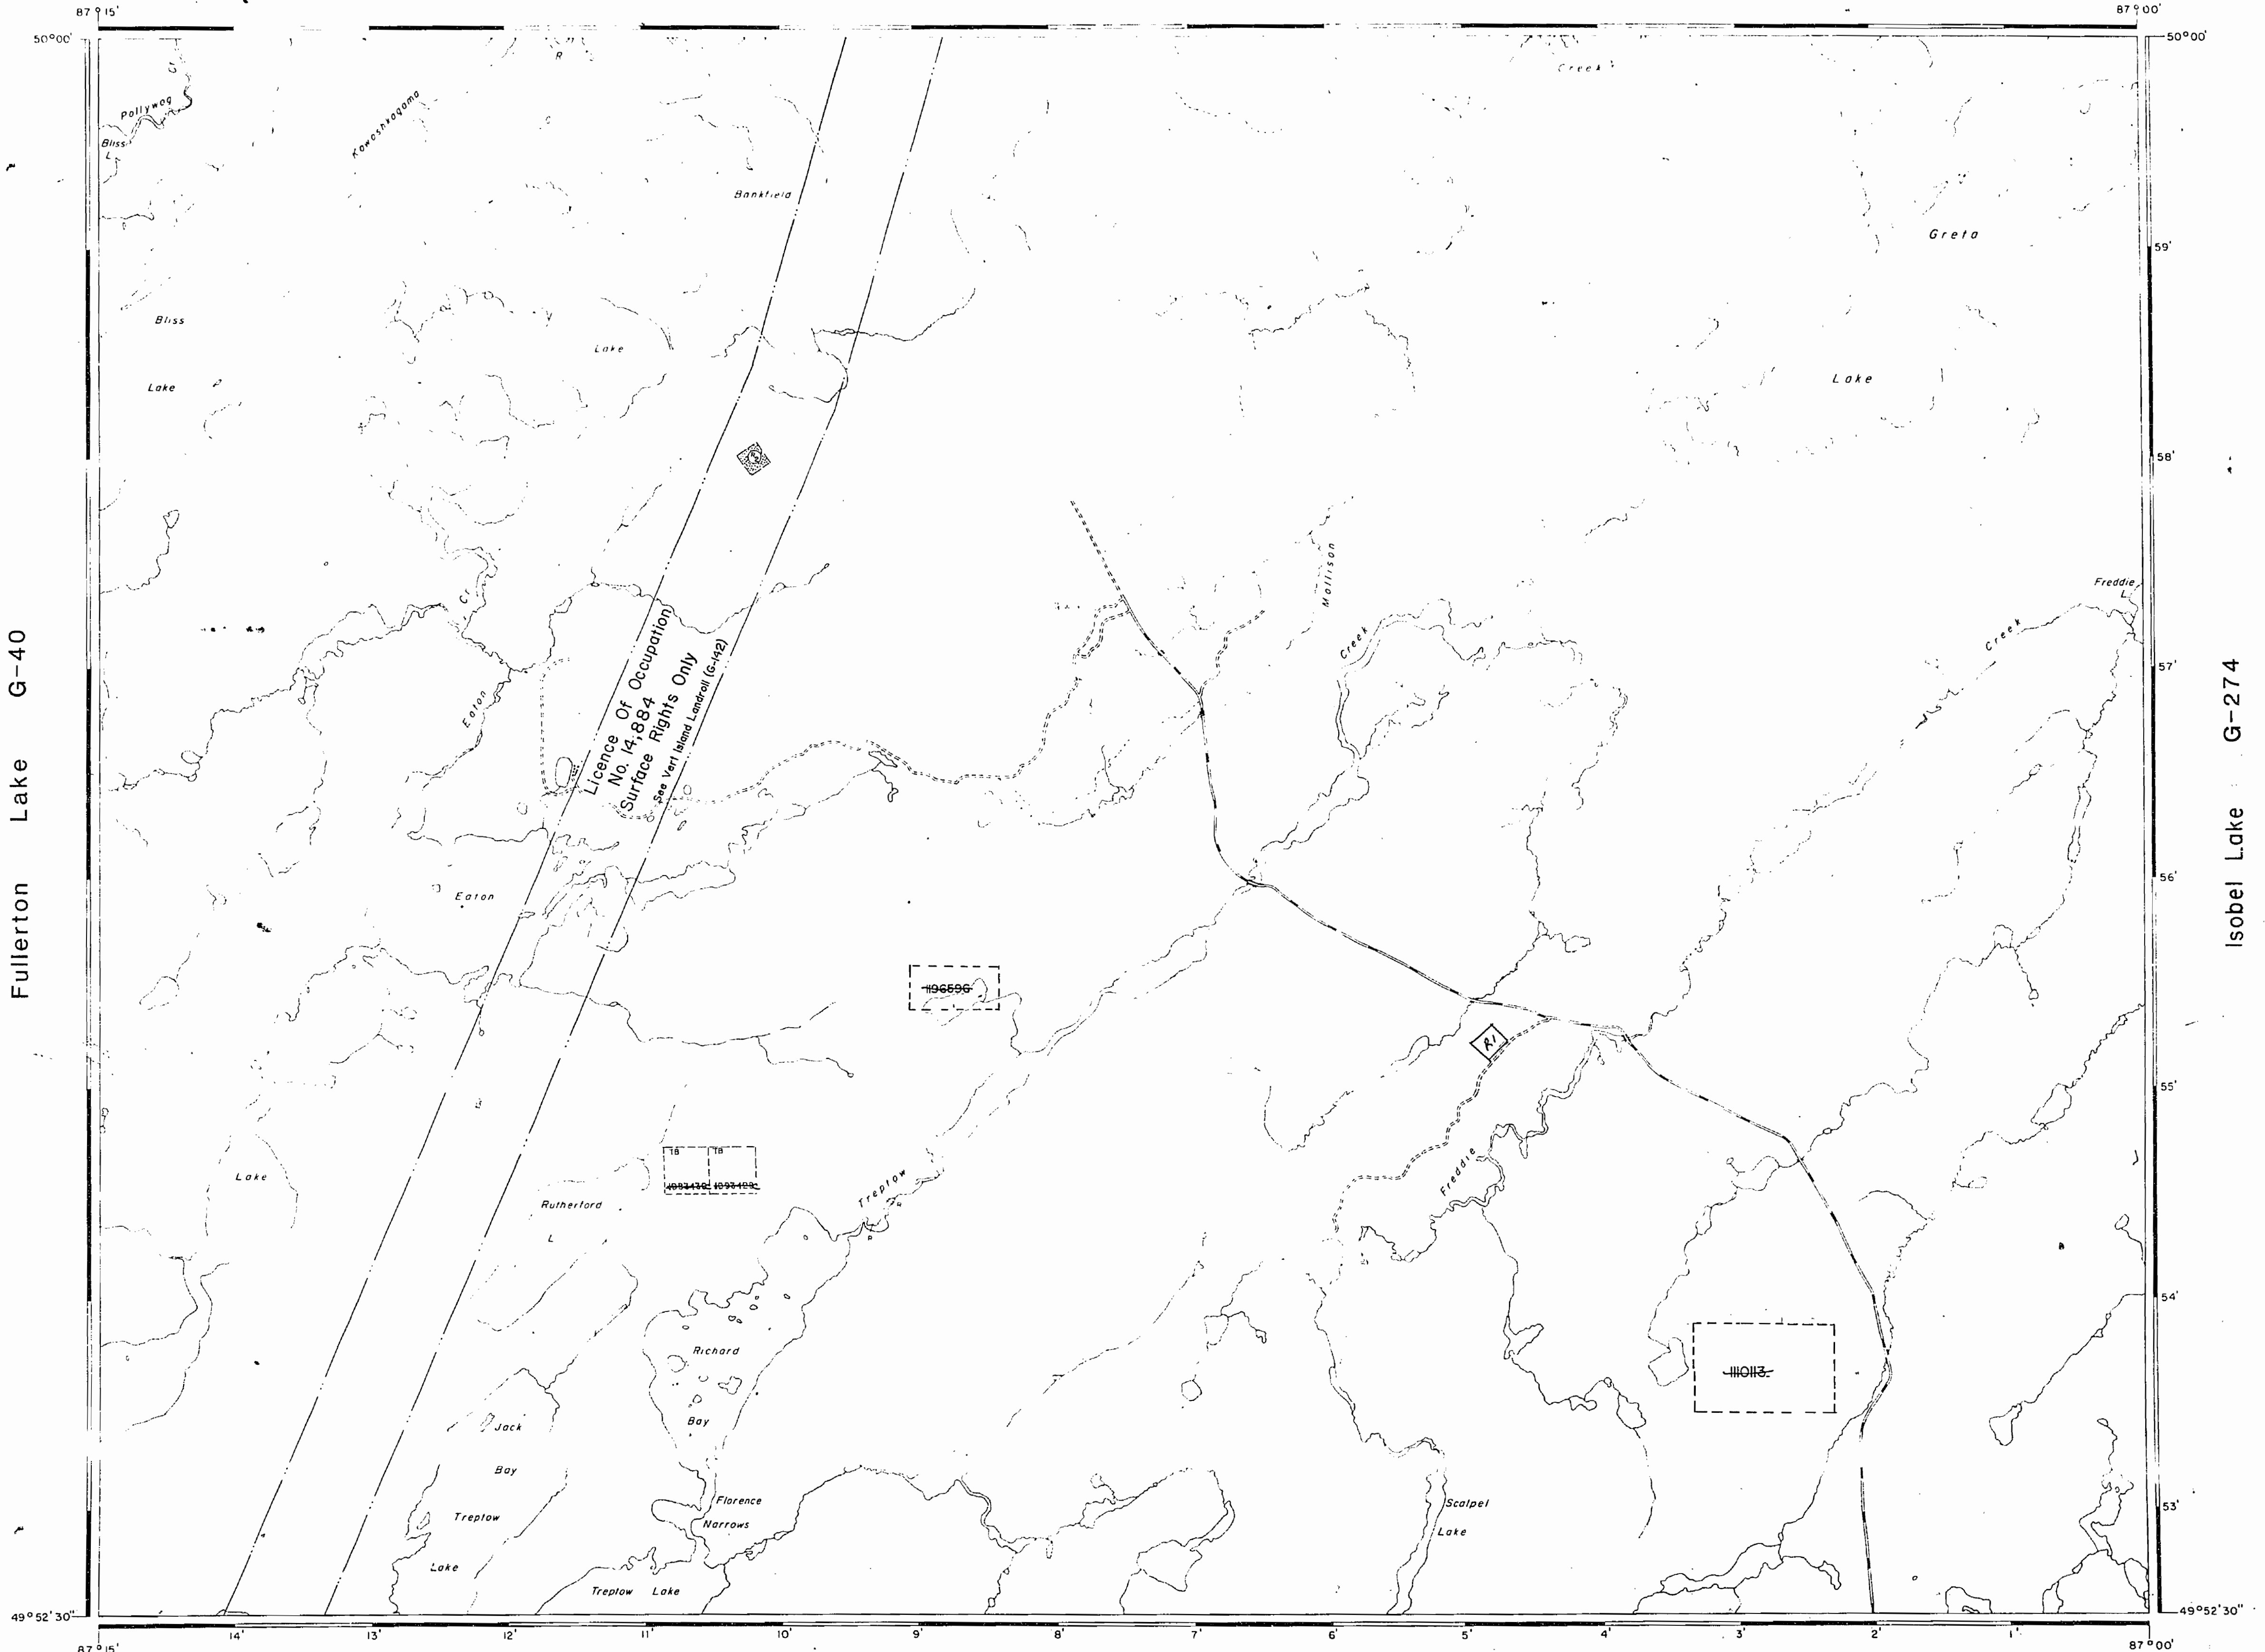 87°15'
87°00'
50°00'
50°00'
R
Creek
Cr.
Pollywog
Kawashkagama
Bliss
L.
Bankfield
Greta
59'
Bliss
Lake
Lake
Lake
58'
Mollison
Freddie
L.
Cr.
Creek
Creek
57'
Fullerton Lake G-40
Isobel Lake G-274
Eaton
Licence Of Occupation
No. 14,884
Surface Rights Only
See Vert Island Landroll (G-142)
Eaton
56'
1196596
R1
55'
Lake
TB
TB
Rutherford
L
Treptow
Freddie
54'
Richard
1110113
Bay
Jack
Bay
Florence
Narrows
Treptow
Scalpel
Lake
53'
Lake
Treptow Lake
49°52'30"
49°52'30"
14'
13'
12'
11'
10'
9'
8'
7'
6'
5'
4'
3'
2'
1'
87°15'
87°00'